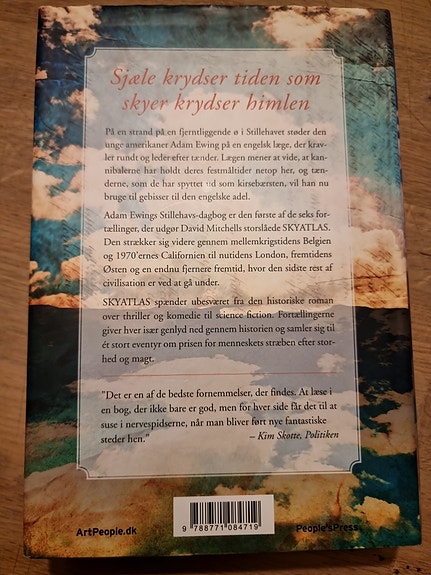 Sjæle krydser tiden som
skyer krydser himlen
På en strand på en fjerntliggende ø i Stillehavet støder den
unge amerikaner Adam Ewing på en engelsk læge, der krav-
ler rundt og leder efter tænder. Lægen mener at vide, at kan-
nibalerne har holdt deres festmåltider netop her, og tæn-
derne, som de har spyttet ud som kirsebærsten, vil han nu
bruge til gebisser til den engelske adel.
Adam Ewings Stillehavs-dagbog er den første af de seks for-
tællinger, der udgør David Mitchells storslåede SKYATLAS.
Den strækker sig videre gennem mellemkrigstidens Belgien
og 1970'ernes Californien til nutidens London, fremtidens
Østen og en endnu fjernere fremtid, hvor den sidste rest af
civilisation er ved at gå under.
SKYATLAS spænder ubesværet fra den historiske roman
over thriller og komedie til science fiction. Fortællingerne
giver hver især genlyd ned gennem historien og samler sig til
ét stort eventyr om prisen for menneskets stræben efter stor-
hed og magt.
"Det er en af de bedste fornemmelser, der findes. At læse i
en bog, der ikke bare er god, men for hver side får det til at
suse i nervespidserne, når man bliver ført nye fantastiske
steder hen."
– Kim Skotte, Politiken
9 788771 084719
ArtPeople.dk
People'sPress